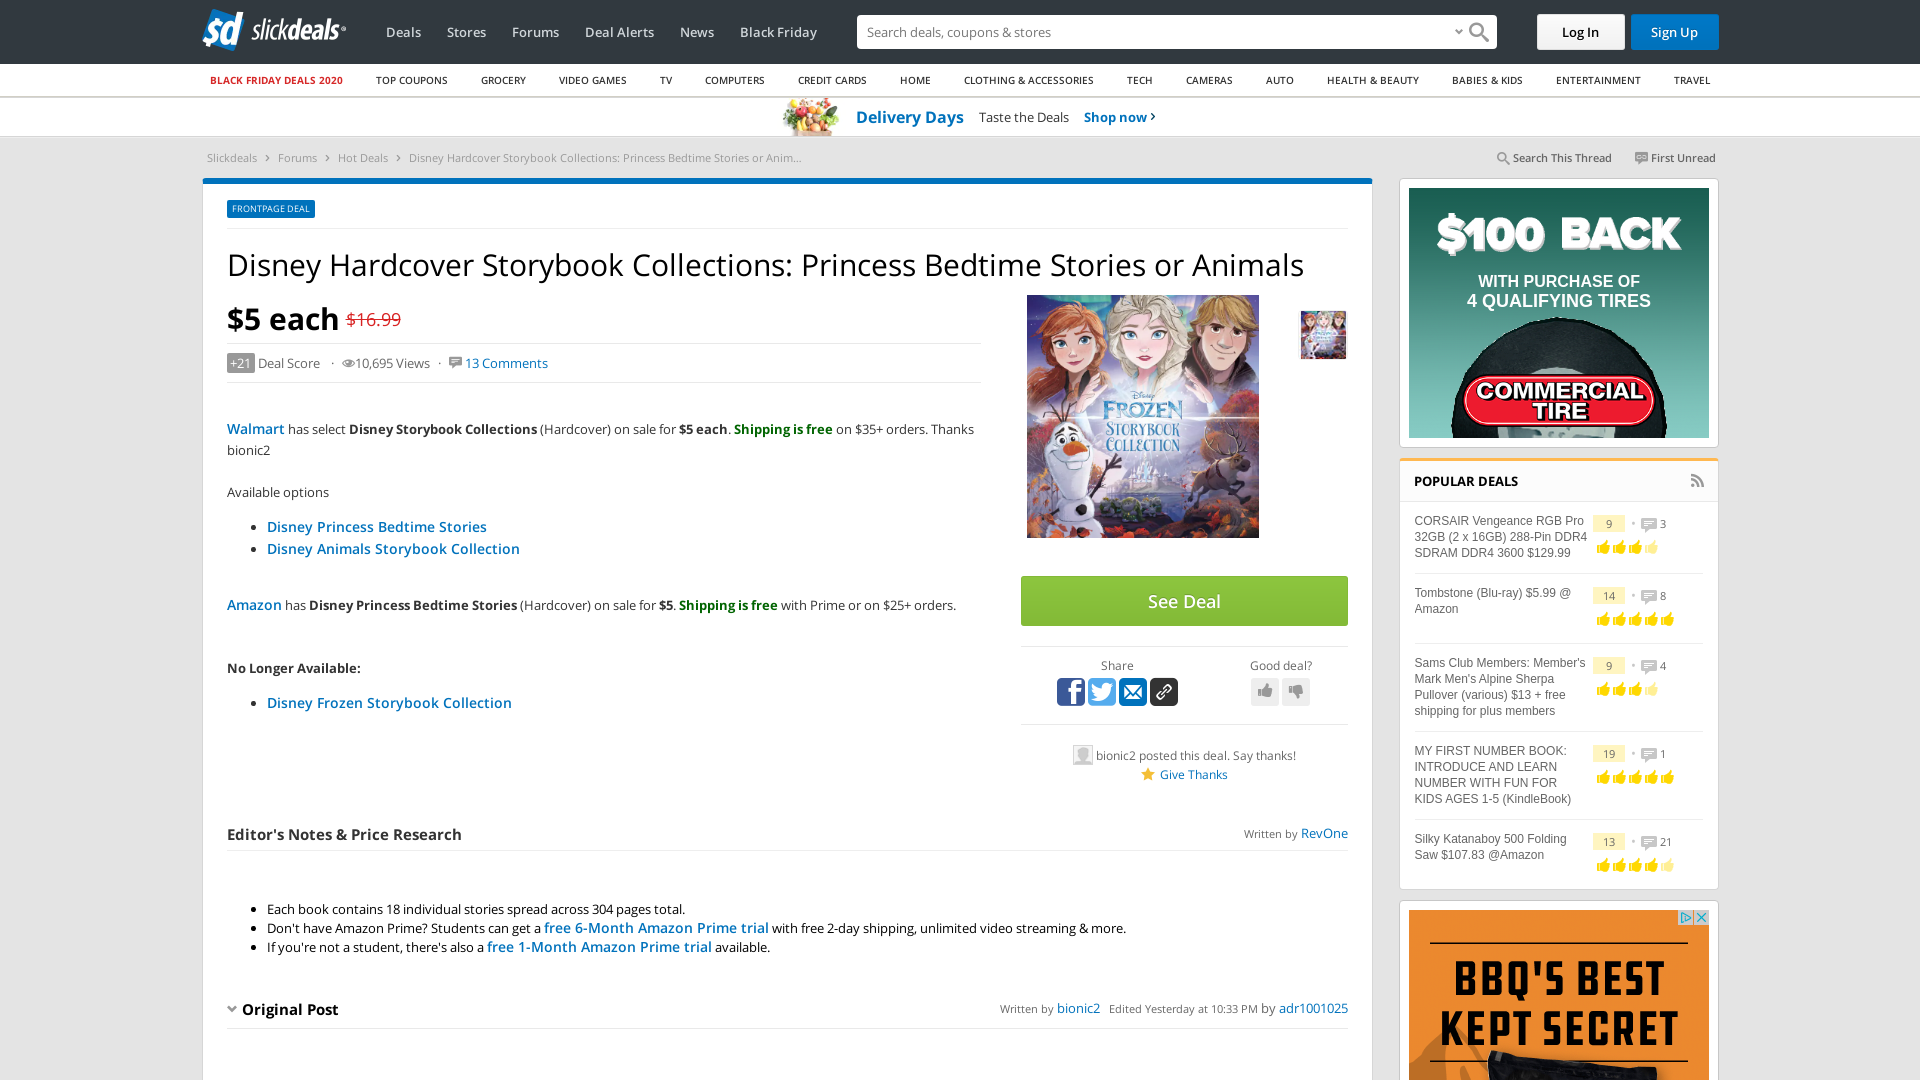 slickdeals
Deals
Stores
Forums
Deal Alerts
News
Black Friday
Search deals, coupons & stores
Log In
Sign Up
BLACK FRIDAY DEALS 2020
TOP COUPONS
GROCERY
VIDEO GAMES
TV
COMPUTERS
CREDIT CARDS
HOME
CLOTHING & ACCESSORIES
TECH
CAMERAS
AUTO
HEALTH & BEAUTY
BABIES & KIDS
ENTERTAINMENT
TRAVEL
Delivery Days Taste the Deals Shop now
Slickdeals › Forums › Hot Deals › Disney Hardcover Storybook Collections: Princess Bedtime Stories or Anim...
Search This Thread
First Unread
FRONTPAGE DEAL
Disney Hardcover Storybook Collections: Princess Bedtime Stories or Animals
$5 each $16.99
+21 Deal Score · 10,695 Views · 13 Comments
Walmart has select Disney Storybook Collections (Hardcover) on sale for $5 each. Shipping is free on $35+ orders. Thanks
bionic2
Available options
Disney Princess Bedtime Stories
Disney Animals Storybook Collection
Amazon has Disney Princess Bedtime Stories (Hardcover) on sale for $5. Shipping is free with Prime or on $25+ orders.
No Longer Available:
Disney Frozen Storybook Collection
Disney
FROZEN
STORYBOOK
COLLECTION
See Deal
Share
Good deal?
bionic2 posted this deal. Say thanks!
Give Thanks
Editor's Notes & Price Research
Written by RevOne
Each book contains 18 individual stories spread across 304 pages total.
Don't have Amazon Prime? Students can get a free 6-Month Amazon Prime trial with free 2-day shipping, unlimited video streaming & more.
If you're not a student, there's also a free 1-Month Amazon Prime trial available.
Original Post
Written by bionic2 Edited Yesterday at 10:33 PM by adr1001025
$100 BACK
WITH PURCHASE OF
4 QUALIFYING TIRES
COMMERCIAL
TIRE
POPULAR DEALS
CORSAIR Vengeance RGB Pro
32GB (2 x 16GB) 288-Pin DDR4
SDRAM DDR4 3600 $129.99
9 • 3
Tombstone (Blu-ray) $5.99 @
Amazon
14 • 8
Sams Club Members: Member's
Mark Men's Alpine Sherpa
Pullover (various) $13 + free
shipping for plus members
9 • 4
MY FIRST NUMBER BOOK:
INTRODUCE AND LEARN
NUMBER WITH FUN FOR
KIDS AGES 1-5 (KindleBook)
19 • 1
Silky Katanaboy 500 Folding
Saw $107.83 @Amazon
13 • 21
BBQ'S BEST
KEPT SECRET